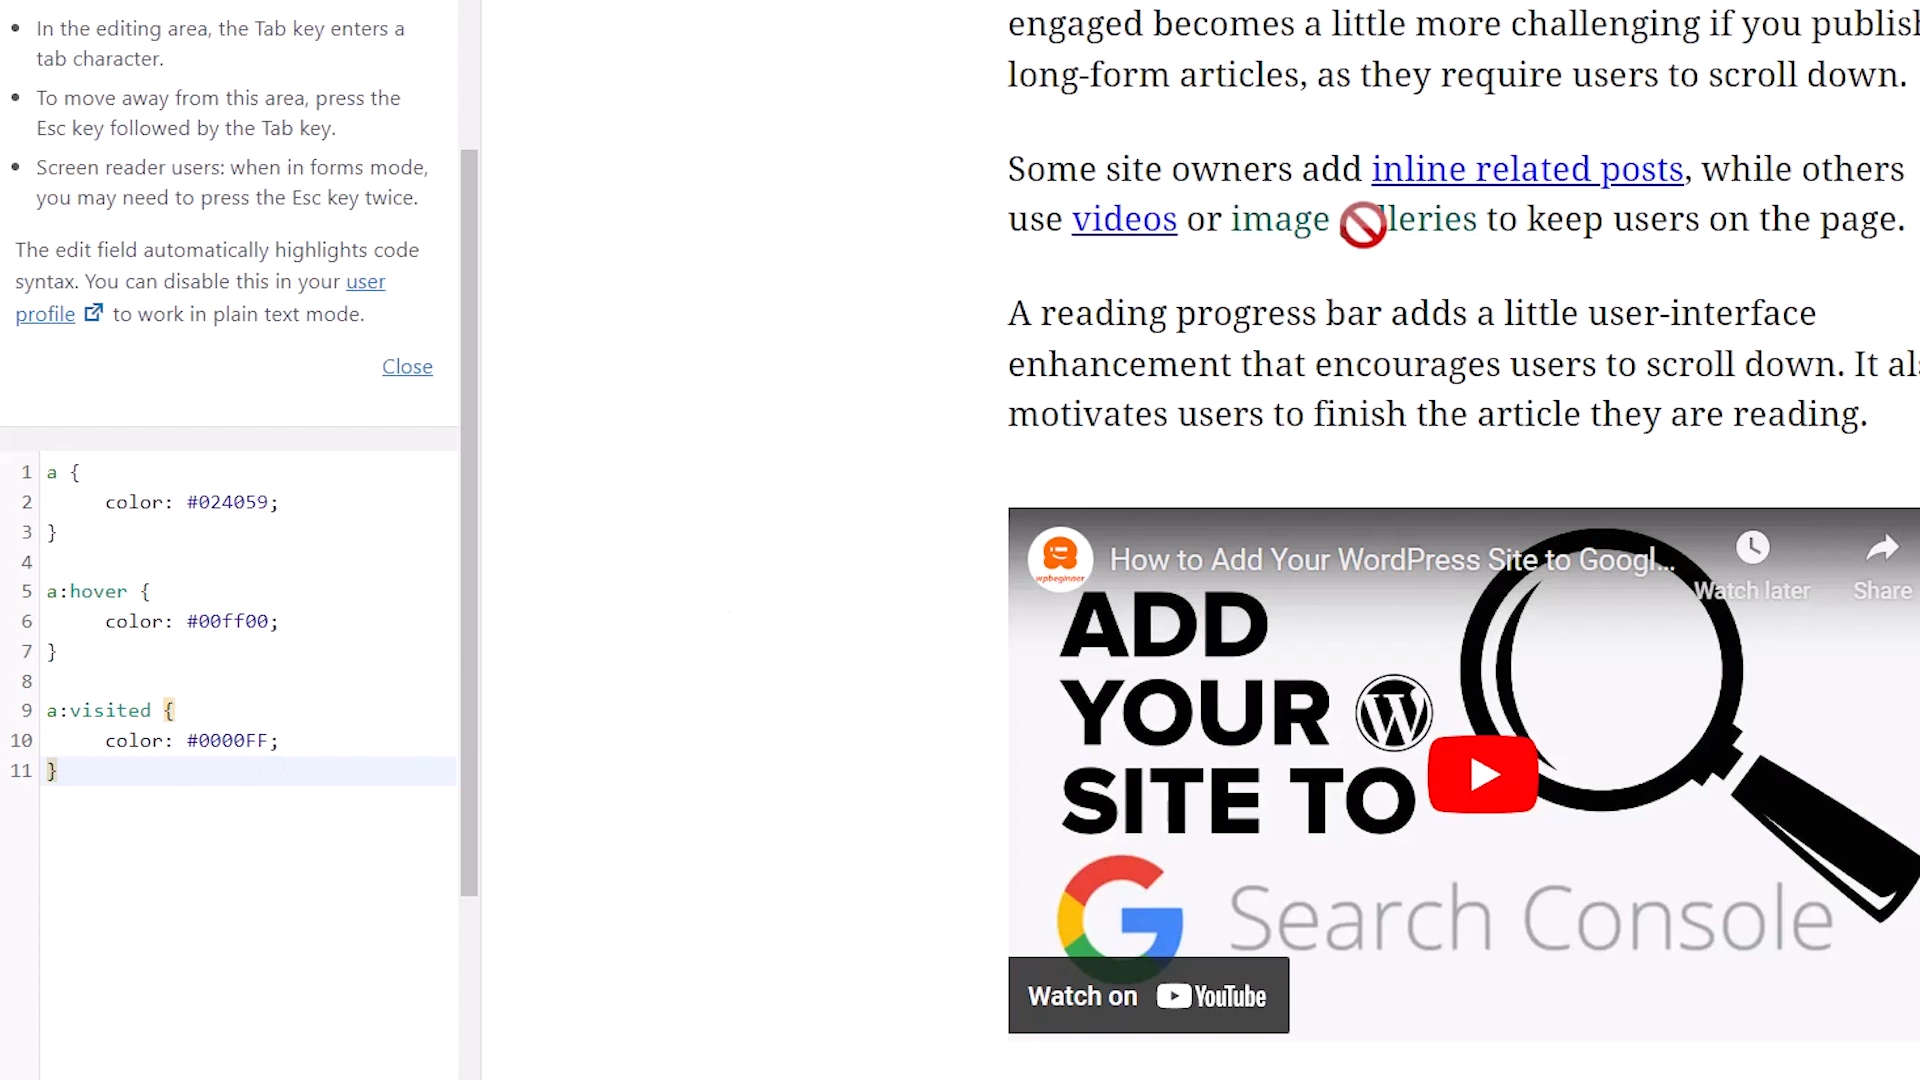 In the editing area, the Tab key enters a
tab character.
To move away from this area, press the
Esc key followed by the Tab key.
Screen reader users: when in forms mode,
you may need to press the Esc key twice.
The edit field automatically highlights code
syntax. You can disable this in your user
profile to work in plain text mode.
Close
1 a {
2 color: #024059;
3 }
4
5 a:hover {
6 color: #00ff00;
7 }
8
9 a:visited {
10 color: #0000FF;
11 }
engaged becomes a little more challenging if you publish
long-form articles, as they require users to scroll down.
Some site owners add inline related posts, while others
use videos or image lleries to keep users on the page.
A reading progress bar adds a little user-interface
enhancement that encourages users to scroll down. It als
motivates users to finish the article they are reading.
wpbeginner
How to Add Your WordPress Site to Googl...
Watch later
Share
ADD
YOUR
SITE TO
Search Console
Watch on YouTube